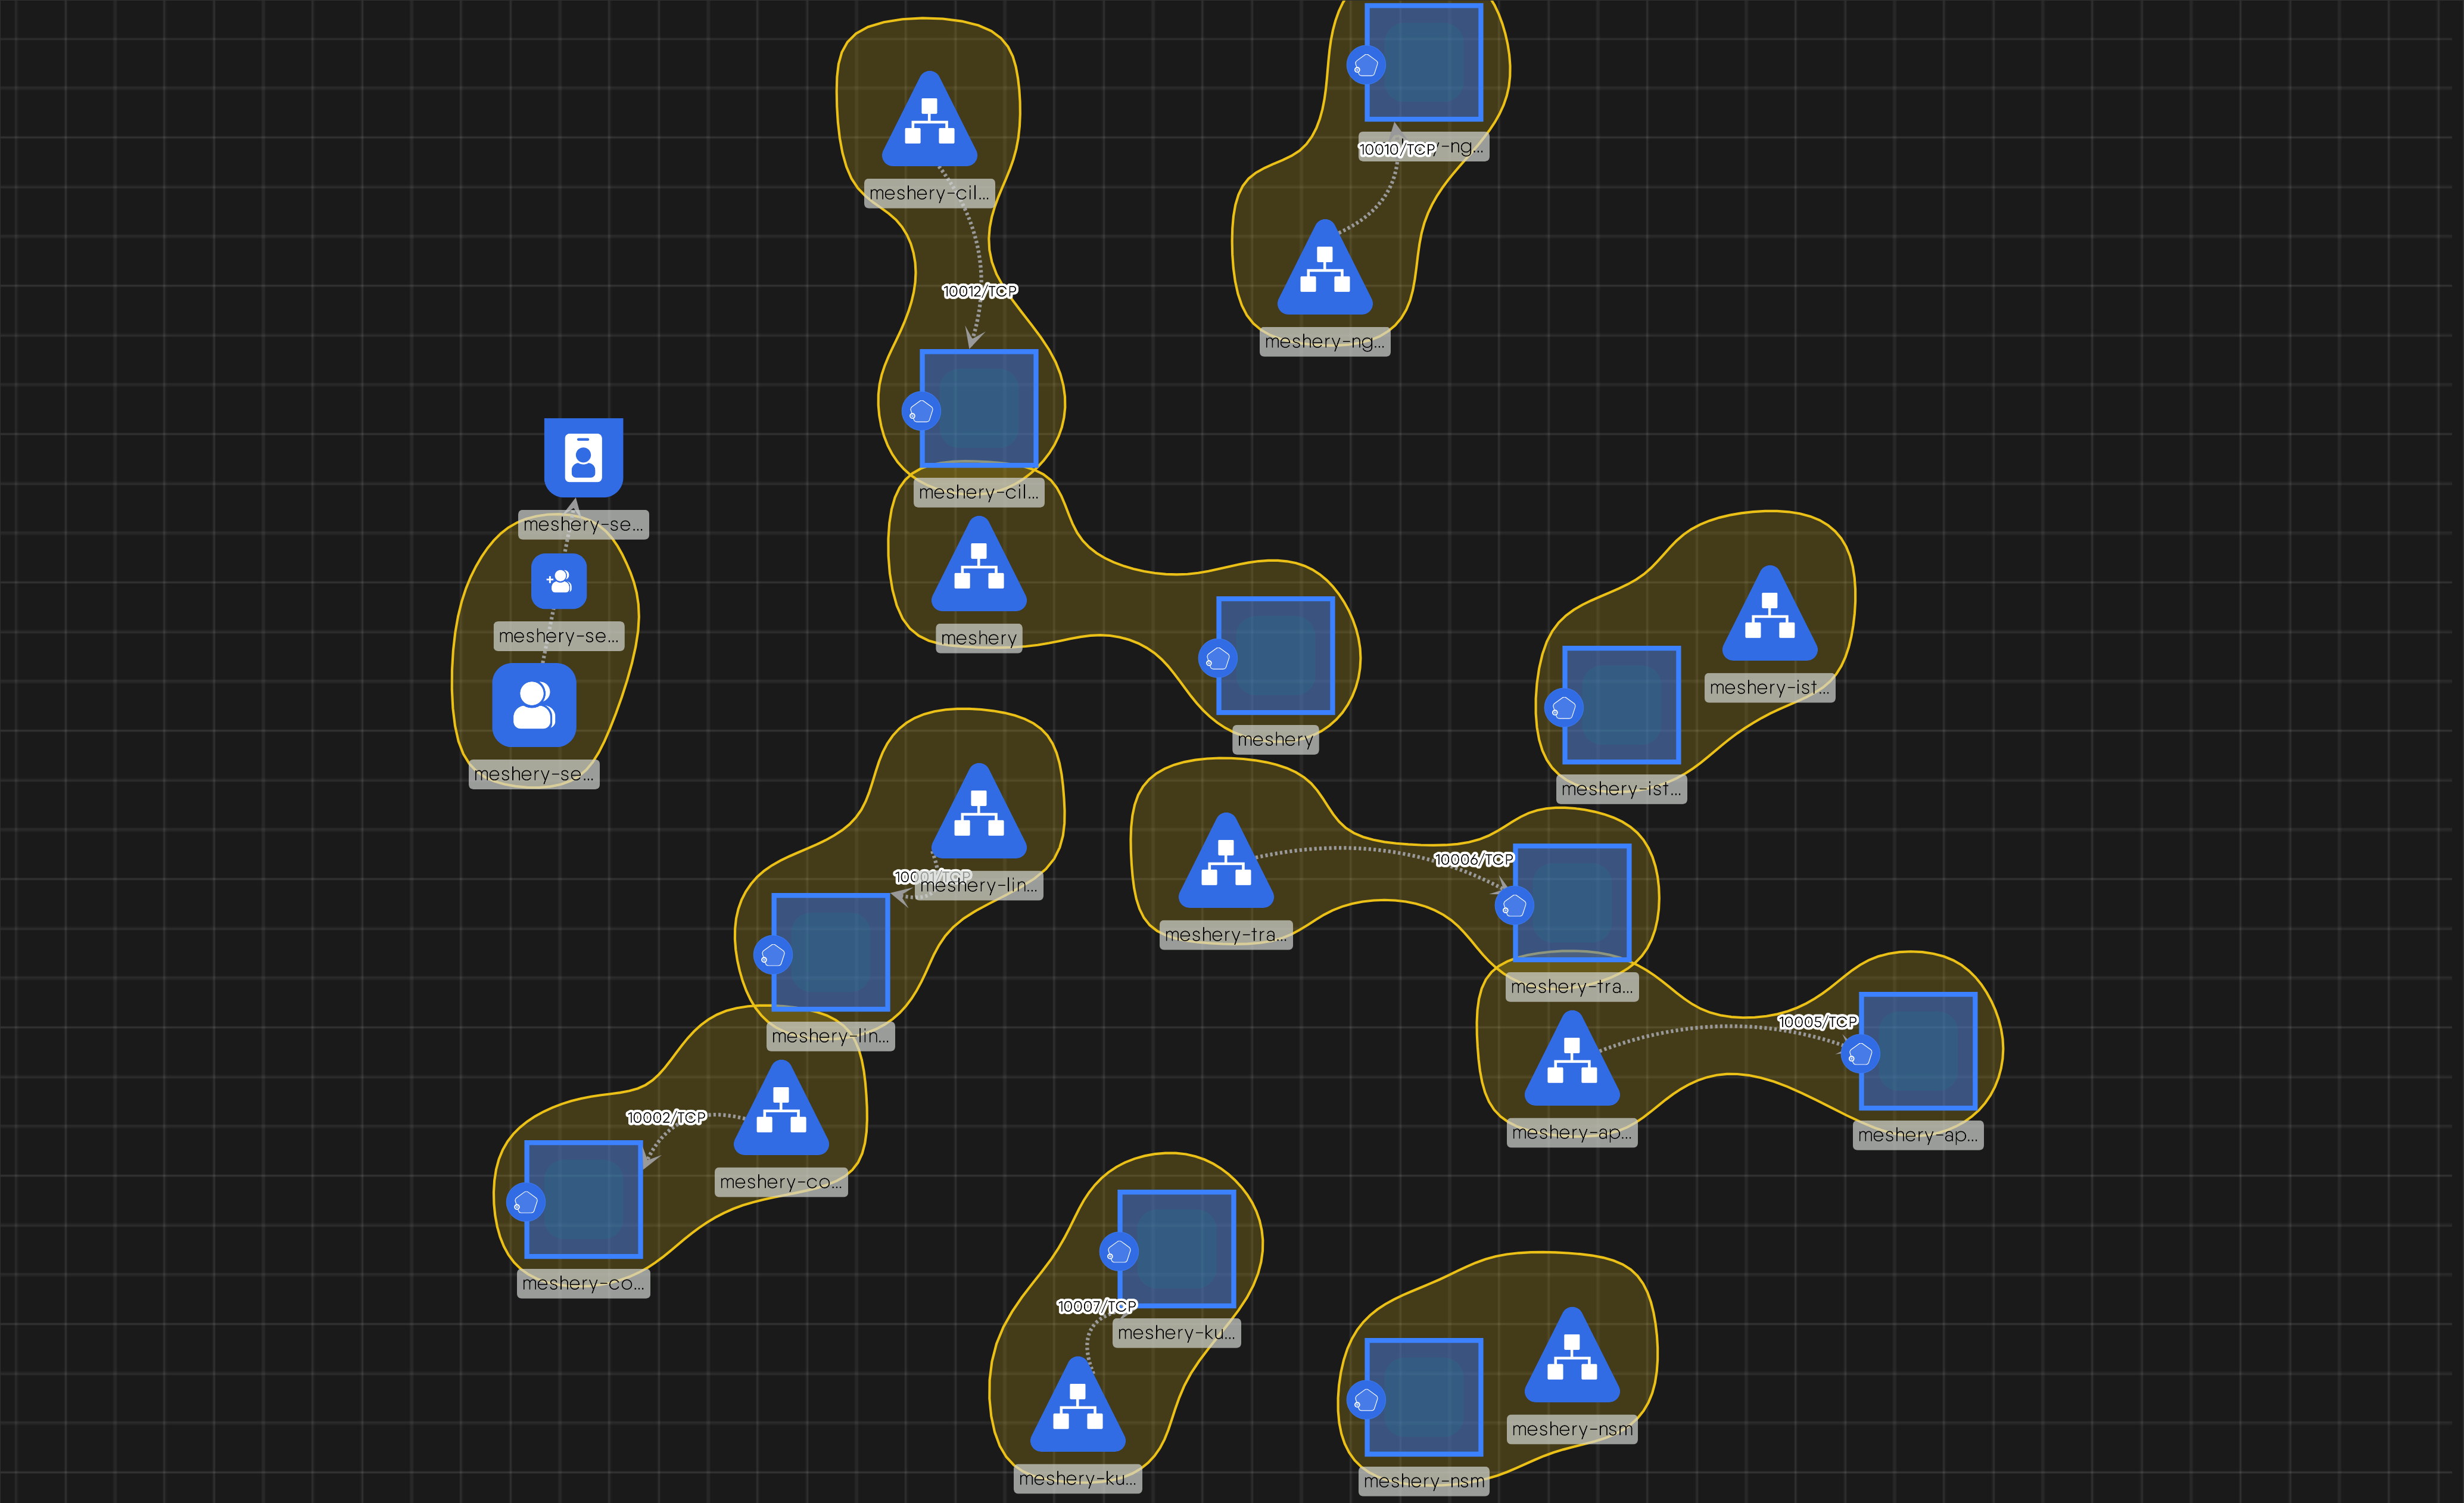 10010/TCP
y-ng...
meshery-cil...
10012/TCP
meshery-ng...
meshery-cil...
meshery-se...
meshery-se...
meshery
meshery-ist...
meshery
meshery-se...
meshery-ist...
10006/TCP
10001/TCP
meshery-lin...
meshery-tra...
meshery-tra...
10005/TCP
meshery-lin...
10002/TCP
meshery-ap...
meshery-ap...
meshery-co...
meshery-co...
10007/TCP
meshery-ku...
meshery-nsm
meshery-ku...
meshery-nsm